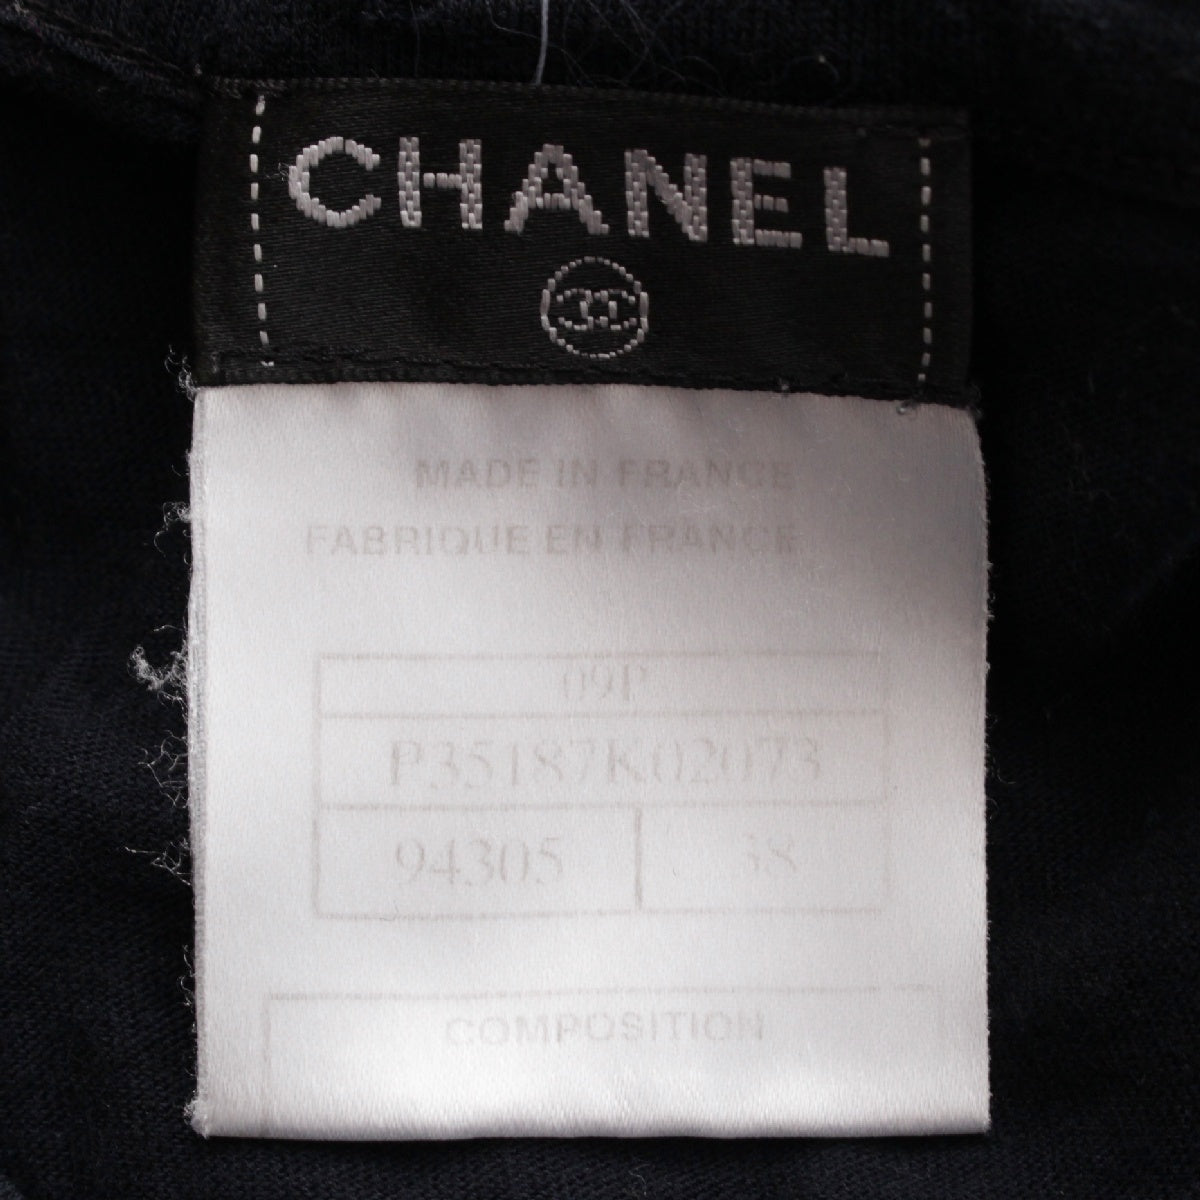 CHANEL
MADE IN FRANCE
FABRIQUE EN FRANCE
09P
P35187K02073
94305 38
COMPOSITION